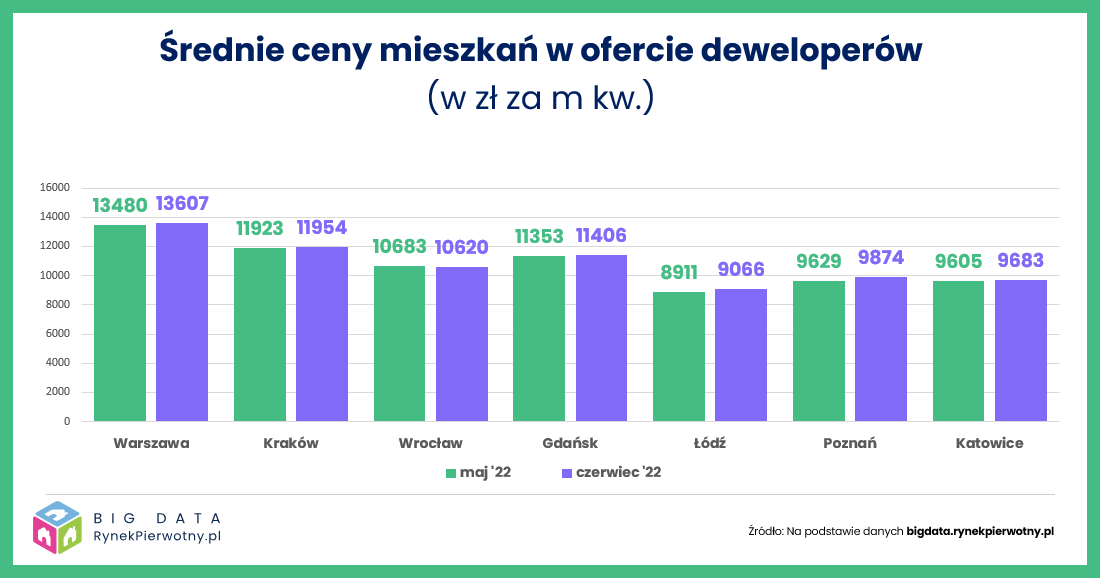 Średnie ceny mieszkań w ofercie deweloperów
(w zł za m kw.)
16000
14000
12000
10000
8000
6000
4000
2000
0
13480 13607
11923 11954
10683 10620
11353 11406
8911 9066
9629 9874
9605 9683
Warszawa Kraków Wrocław Gdańsk Łódź Poznań Katowice
maj '22 czerwiec '22
BIG DATA
RynekPierwotny.pl
Źródło: Na podstawie danych bigdata.rynekpierwotny.pl